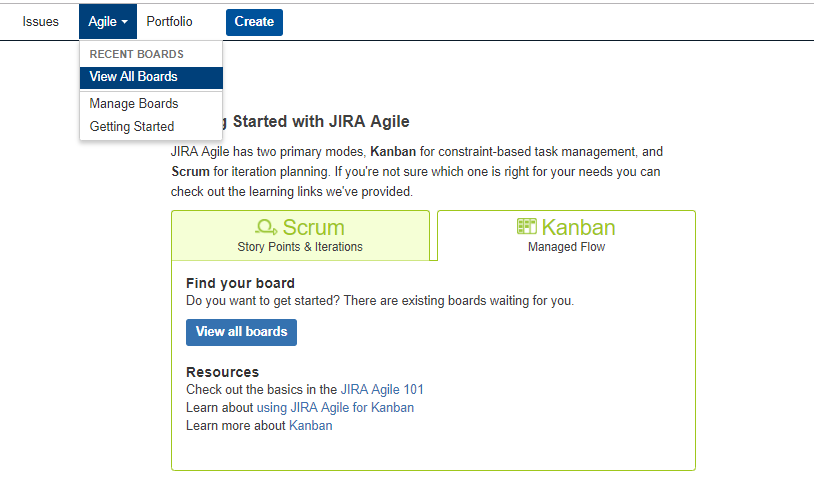 Issues Agile Portfolio Create
RECENT BOARDS
View All Boards
Manage Boards
Getting Started
g Started with JIRA Agile
JIRA Agile has two primary modes, Kanban for constraint-based task management, and
Scrum for iteration planning. If you're not sure which one is right for your needs you can
check out the learning links we've provided.
Scrum
Story Points & Iterations
Kanban
Managed Flow
Find your board
Do you want to get started? There are existing boards waiting for you.
View all boards
Resources
Check out the basics in the JIRA Agile 101
Learn about using JIRA Agile for Kanban
Learn more about Kanban